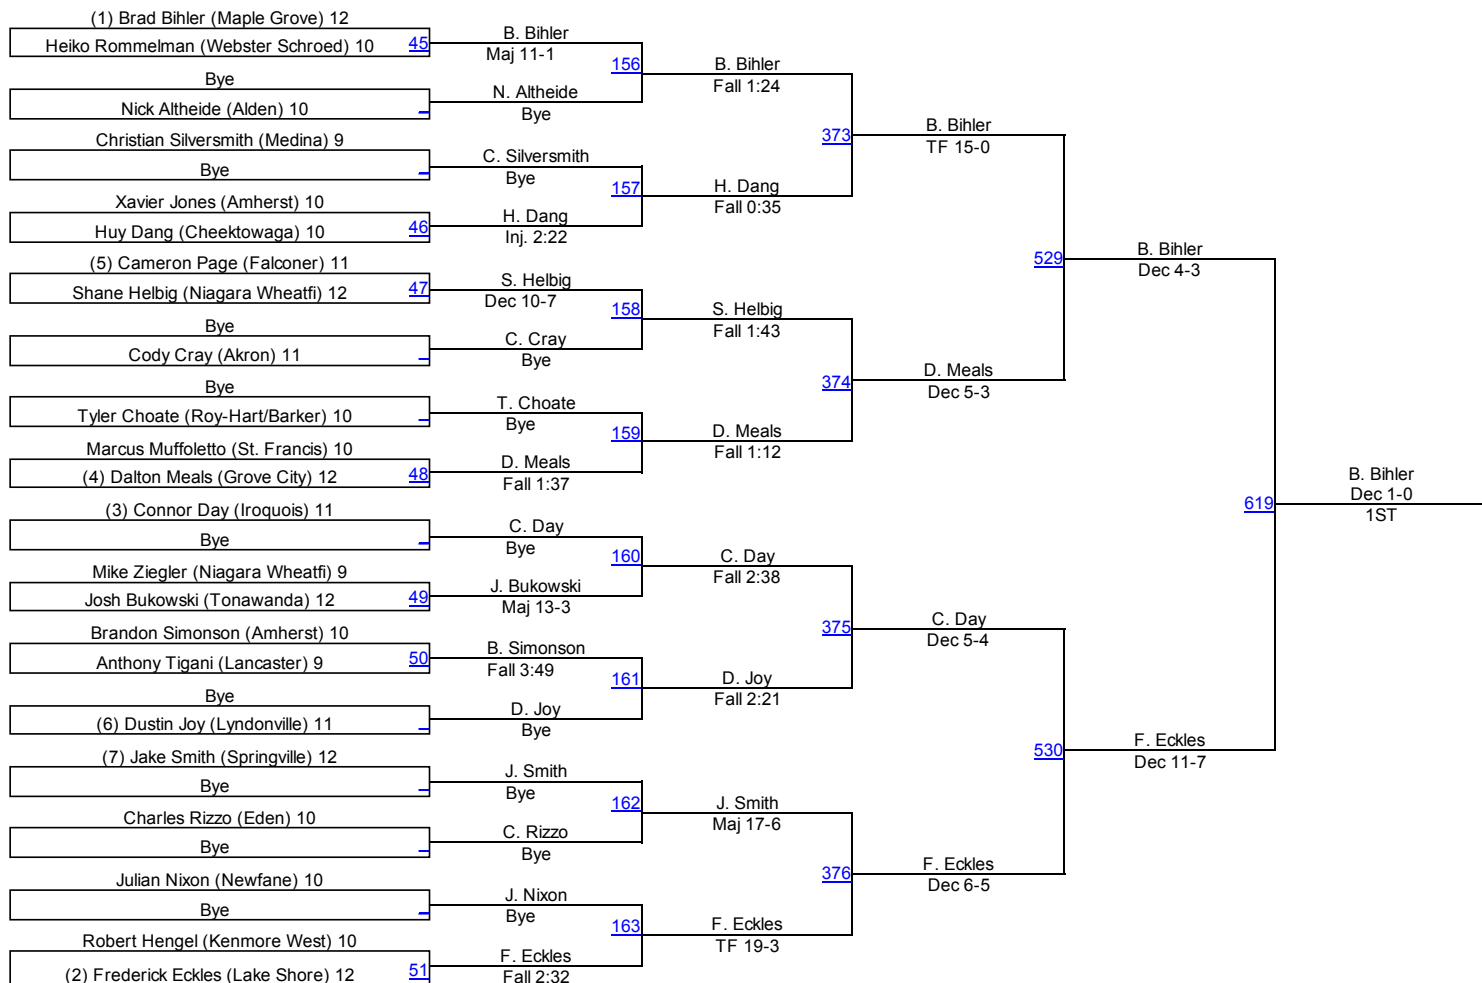 (1) Brad Bihler (Maple Grove) 12
Heiko Rommelman (Webster Schroed) 10 45
Bye
Nick Altheide (Alden) 10
Christian Silversmith (Medina) 9
Bye
Xavier Jones (Amherst) 10
Huy Dang (Cheektowaga) 10 46
(5) Cameron Page (Falconer) 11
Shane Helbig (Niagara Wheatfi) 12 47
Bye
Cody Cray (Akron) 11
Bye
Tyler Choate (Roy-Hart/Barker) 10
Marcus Muffoletto (St. Francis) 10
(4) Dalton Meals (Grove City) 12 48
(3) Connor Day (Iroquois) 11
Bye
Mike Ziegler (Niagara Wheatfi) 9
Josh Bukowski (Tonawanda) 12 49
Brandon Simonson (Amherst) 10
Anthony Tigani (Lancaster) 9 50
Bye
(6) Dustin Joy (Lyndonville) 11
(7) Jake Smith (Springville) 12
Bye
Charles Rizzo (Eden) 10
Bye
Julian Nixon (Newfane) 10
Bye
Robert Hengel (Kenmore West) 10
(2) Frederick Eckles (Lake Shore) 12 51
B. Bihler
Maj 11-1
156
N. Altheide
Bye
C. Silversmith
Bye
157
H. Dang
Inj. 2:22
S. Helbig
Dec 10-7
158
C. Cray
Bye
T. Choate
Bye
159
D. Meals
Fall 1:37
C. Day
Bye
160
J. Bukowski
Maj 13-3
B. Simonson
Fall 3:49
161
D. Joy
Bye
J. Smith
Bye
162
C. Rizzo
Bye
J. Nixon
Bye
163
F. Eckles
Fall 2:32
B. Bihler
Fall 1:24
373
H. Dang
Fall 0:35
S. Helbig
Fall 1:43
374
D. Meals
Fall 1:12
C. Day
Fall 2:38
375
D. Joy
Fall 2:21
J. Smith
Maj 17-6
376
F. Eckles
TF 19-3
B. Bihler
TF 15-0
529
D. Meals
Dec 5-3
C. Day
Dec 5-4
530
F. Eckles
Dec 6-5
B. Bihler
Dec 4-3
619
F. Eckles
Dec 11-7
B. Bihler
Dec 1-0
1ST